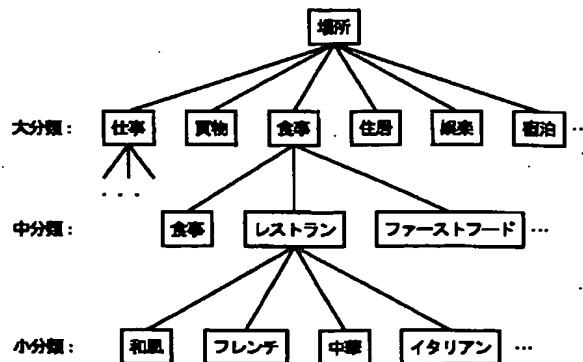 場所
大分類： 仕事 買物 食事 住居 娯楽 宿泊 …
...
中分類： 食事 レストラン ファーストフード …
小分類： 和風 フレンチ 中華 イタリアン …